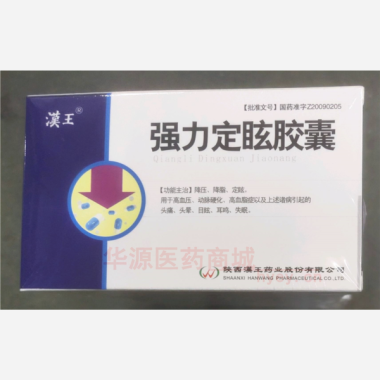 【批准文号】国药准字Z20090205
漢王
强力定眩胶囊
Qiangli Dingxuan Jiaonang
【功能主治】降压、降脂、定眩。
用于高血压、动脉硬化、高血脂症以及上述诸病引起的
头痛、头晕、目眩、耳鸣、失眠。
华源医药商城
陕西漢王药业股份有限公司
SHAANXI HANWANG PHARMACEUTICAL CO.,LTD.